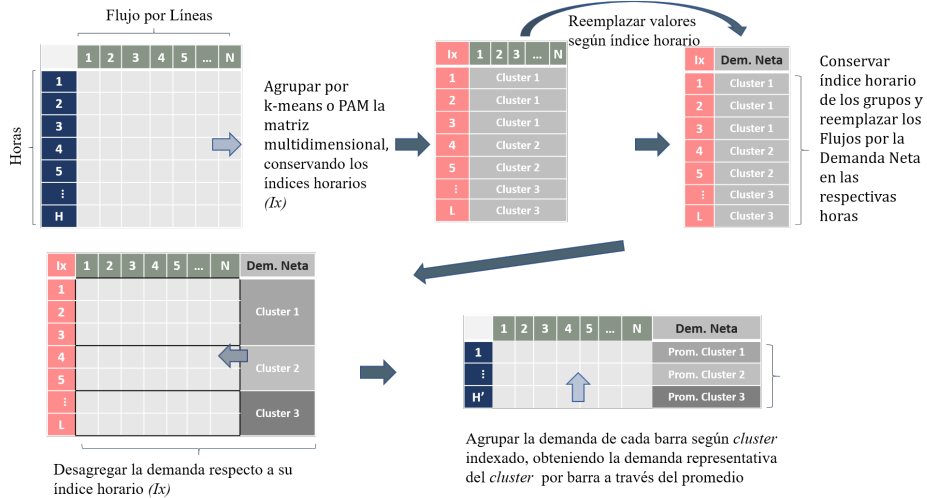 Flujo por Líneas
1 2 3 4 5 ... N
Horas
1
2
3
4
5
⋮
H
Agrupar por
k-means o PAM la
matriz
multidimensional,
conservando los
índices horarios
(Ix)
Reemplazar valores
según índice horario
Ix 1 2 3 ... N
1 Cluster 1
2 Cluster 1
3 Cluster 1
4 Cluster 2
5 Cluster 2
⋮ Cluster 3
L Cluster 3
Ix Dem. Neta
1 Cluster 1
2 Cluster 1
3 Cluster 1
4 Cluster 2
5 Cluster 2
⋮ Cluster 3
L Cluster 3
Conservar
índice horario
de los grupos y
reemplazar los
Flujos por la
Demanda Neta
en las
respectivas
horas
Ix 1 2 3 4 5 ... N Dem. Neta
1
2 Cluster 1
3
4
Cluster 2
5
⋮
Cluster 3
L
Desagregar la demanda respecto a su
índice horario (Ix)
1 2 3 4 5 ... N Dem. Neta
1 Prom. Cluster 1
⋮ Prom. Cluster 2
H’ Prom. Cluster 3
Agrupar la demanda de cada barra según cluster
indexado, obteniendo la demanda representativa
del cluster por barra a través del promedio